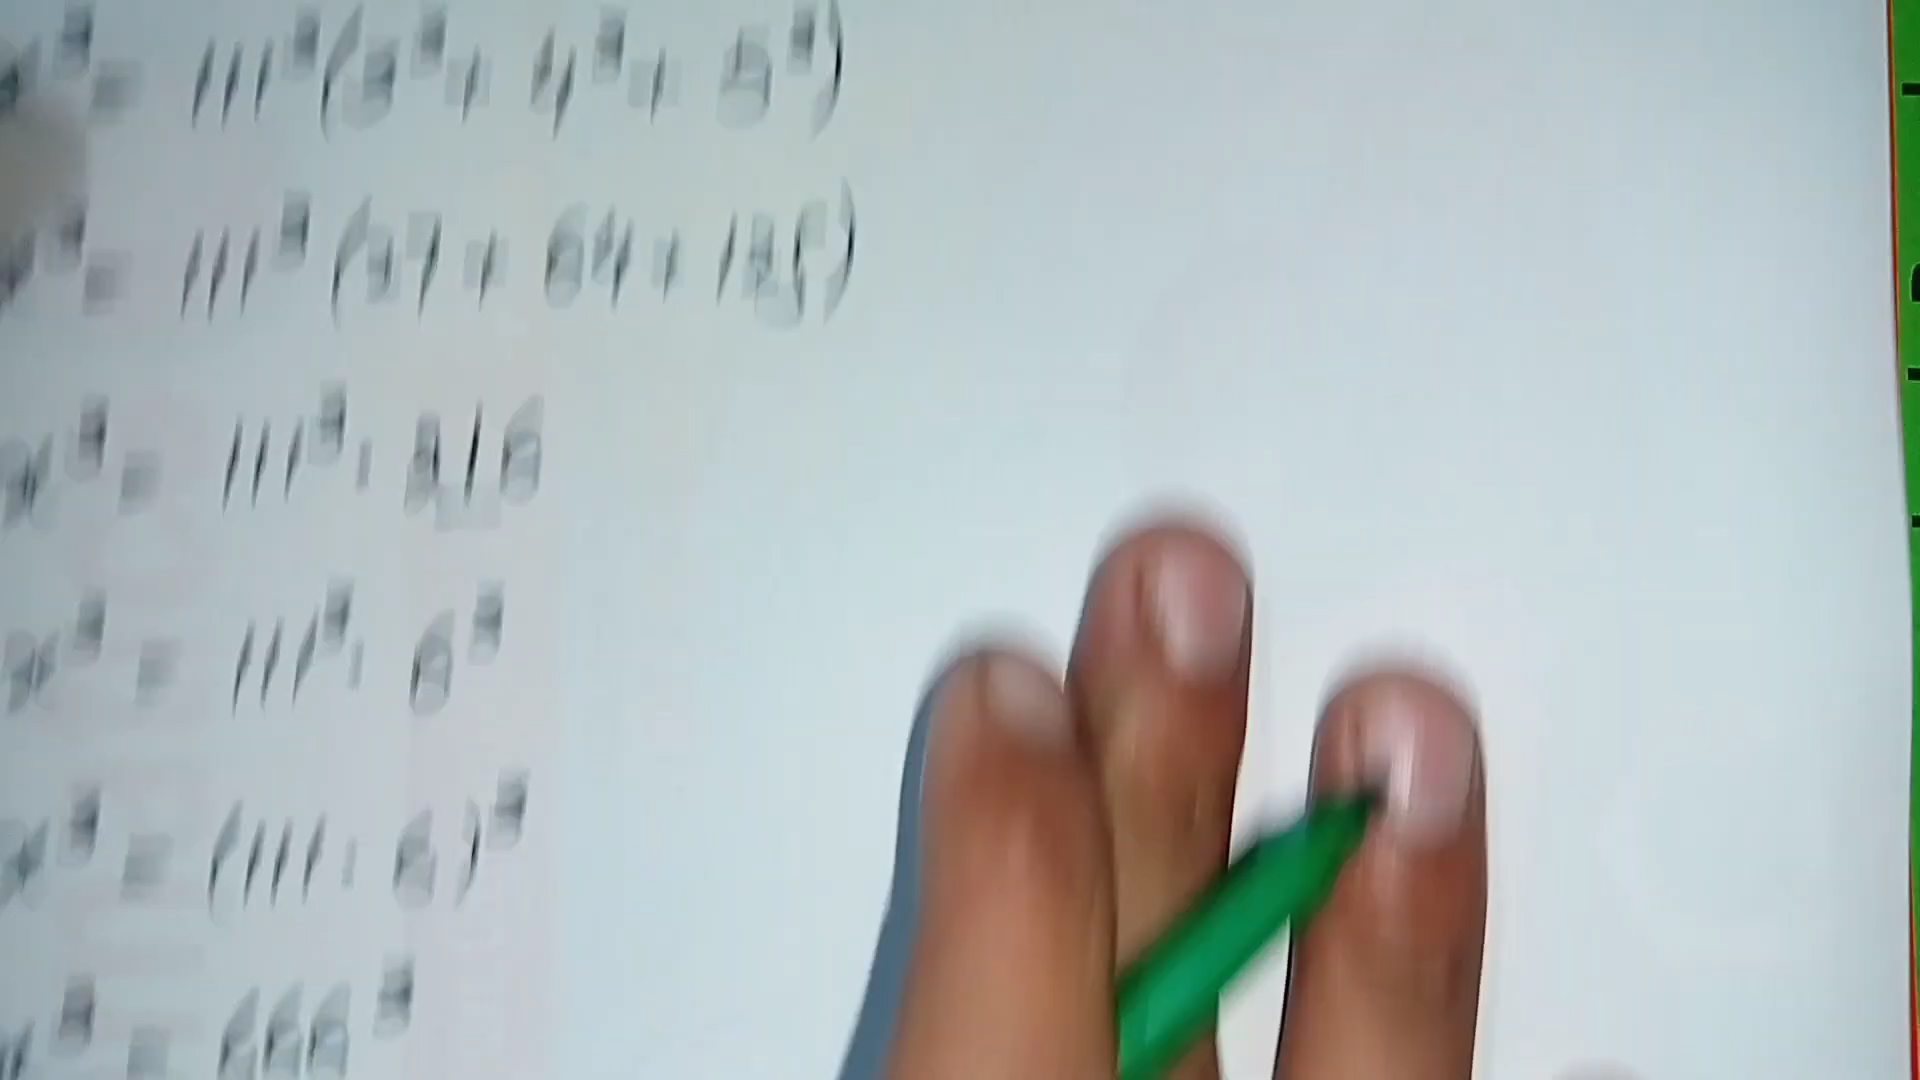 x³ = 111³(3³ + 4³ + 5³)
x³ = 111³(27 + 64 + 125)
x³ = 111³. 216
x³ = 111³. 6³
x³ = (111. 6)³
x³ = 666³